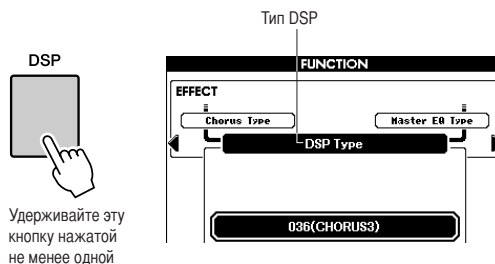 Тип DSP
DSP
FUNCTION
EFFECT
Chorus Type
Master EQ Type
DSP Type
036(CHORUS3)
Удерживайте эту
кнопку нажатой
не менее одной